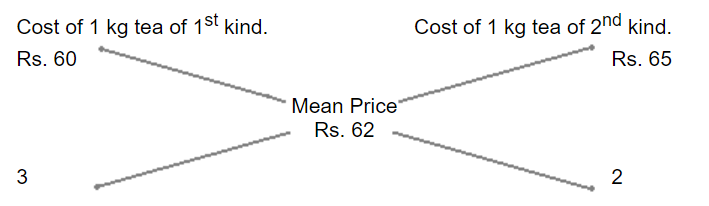 Cost of 1 kg tea of 1st kind.
Cost of 1 kg tea of 2nd kind.
Rs. 60
Rs. 65
Mean Price
Rs. 62
3
2